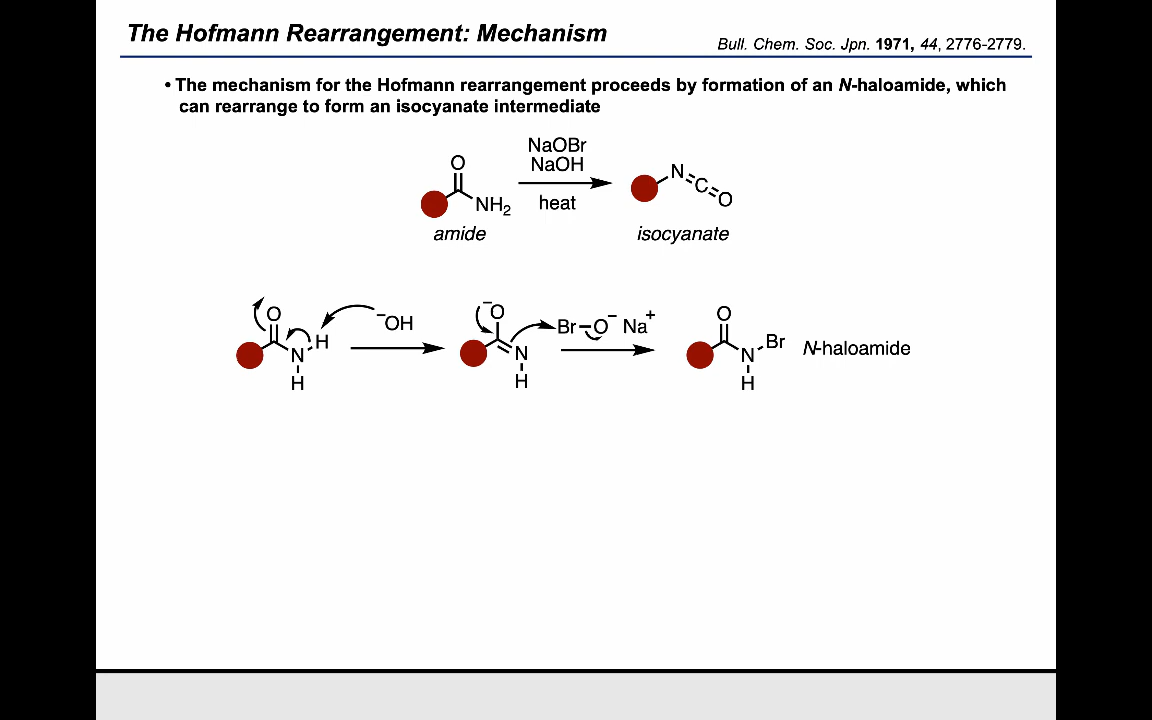 The Hofmann Rearrangement: Mechanism
Bull. Chem. Soc. Jpn. 1971, 44, 2776-2779.
• The mechanism for the Hofmann rearrangement proceeds by formation of an N-haloamide, which
can rearrange to form an isocyanate intermediate
NaOBr
NaOH
heat
O
NH₂
amide
N
C
O
isocyanate
O
H
N
H
⁻OH
⁻O
N
H
Br–O⁻ Na⁺
O
Br
N
H
N-haloamide